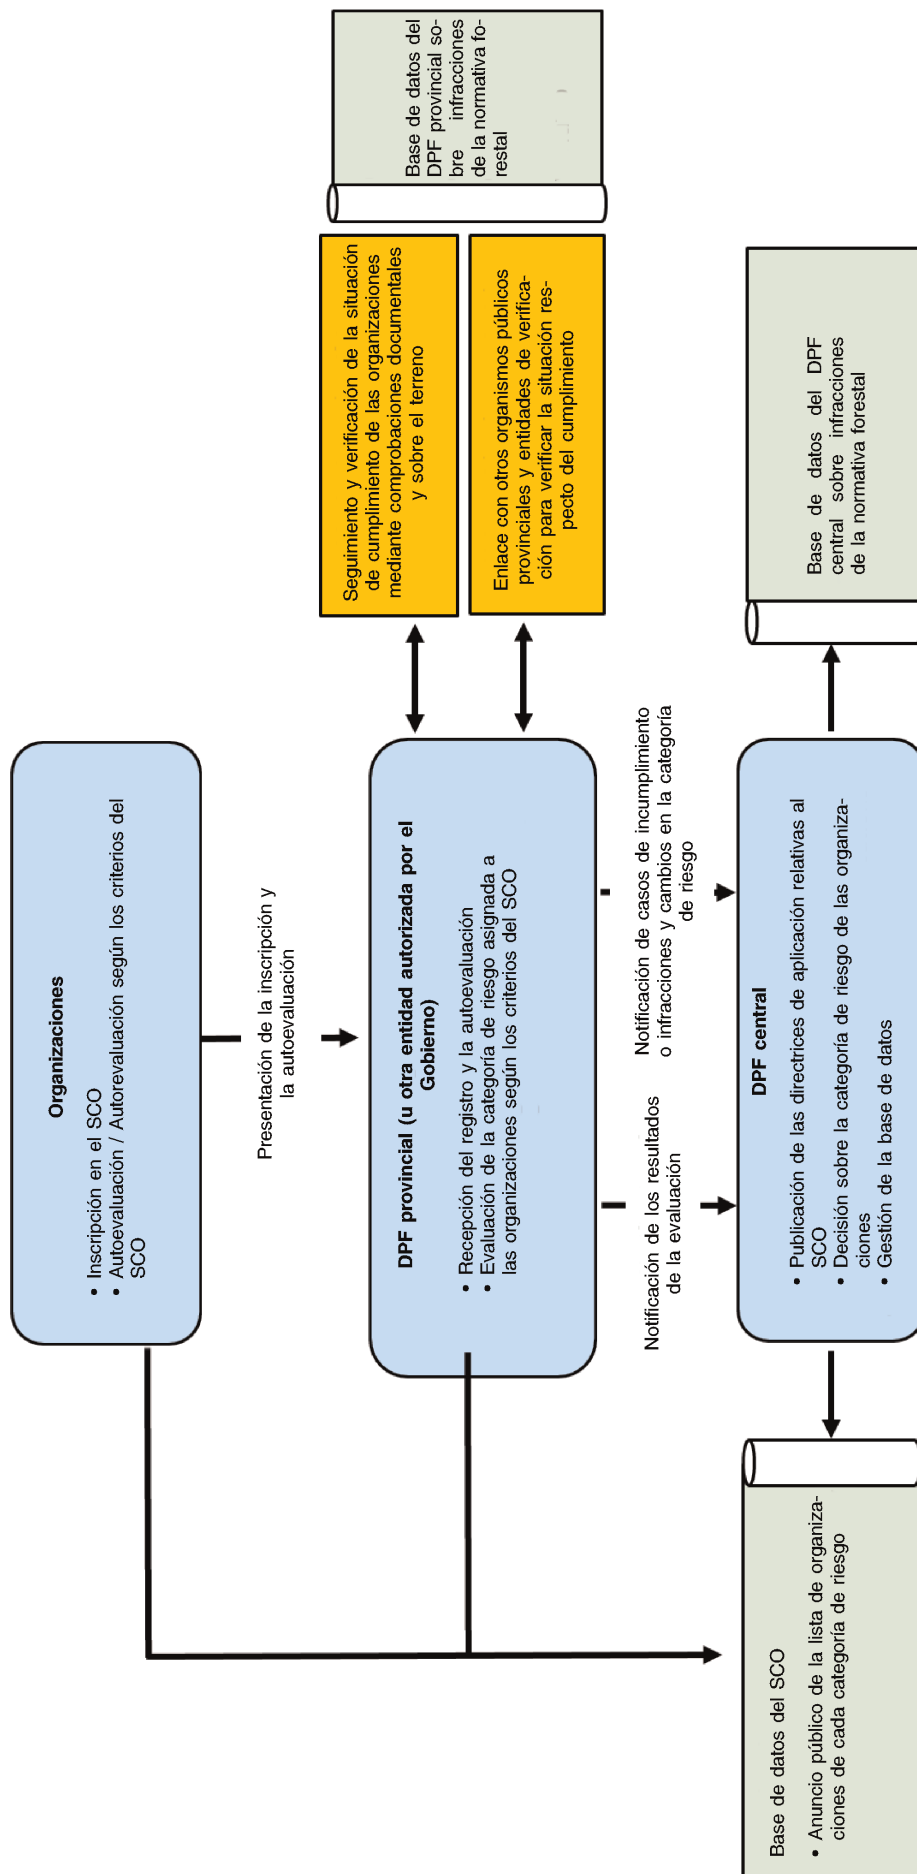 Organizaciones
• Inscripción en el SCO
• Autoevaluación / Autorevaluación según los criterios del
SCO
Presentación de la inscripción y
la autoevaluación
DPF provincial (u otra entidad autorizada por el
Gobierno)
• Recepción del registro y la autoevaluación
• Evaluación de la categoría de riesgo asignada a
las organizaciones según los criterios del SCO
Seguimiento y verificación de la situación
de cumplimiento de las organizaciones
mediante comprobaciones documentales
y sobre el terreno
Enlace con otros organismos públicos
provinciales y entidades de verifica-
ción para verificar la situación res-
pecto del cumplimiento
Base de datos del
DPF provincial so-
bre infracciones
de la normativa fo-
restal
Notificación de los resultados
de la evaluación
Notificación de casos de incumplimiento
o infracciones y cambios en la categoría
de riesgo
DPF central
• Publicación de las directrices de aplicación relativas al
SCO
• Decisión sobre la categoría de riesgo de las organiza-
ciones
• Gestión de la base de datos
Base de datos del SCO
• Anuncio público de la lista de organiza-
ciones de cada categoría de riesgo
Base de datos del DPF
central sobre infracciones
de la normativa forestal